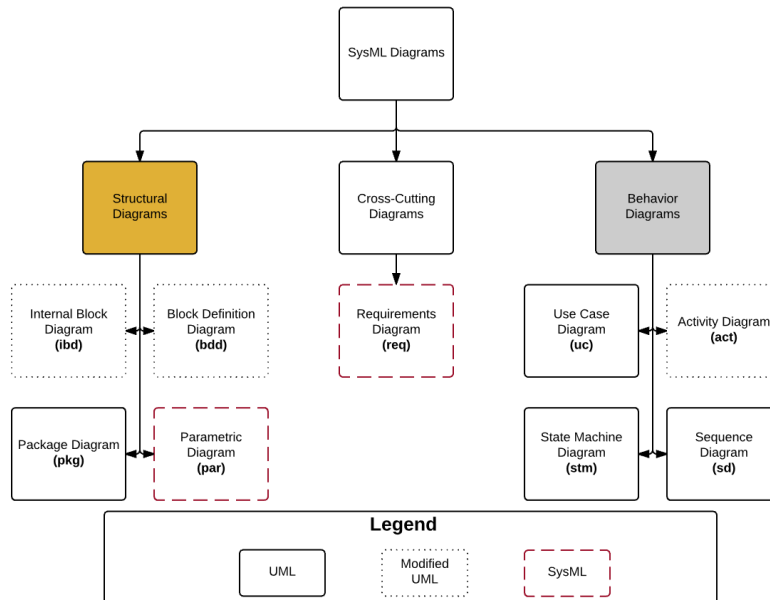 SysML Diagrams
Structural
Diagrams
Cross-Cutting
Diagrams
Behavior
Diagrams
Internal Block
Diagram
(ibd)
Block Definition
Diagram
(bdd)
Requirements
Diagram
(req)
Use Case
Diagram
(uc)
Activity Diagram
(act)
Package Diagram
(pkg)
Parametric
Diagram
(par)
State Machine
Diagram
(stm)
Sequence
Diagram
(sd)
Legend
UML
Modified
UML
SysML